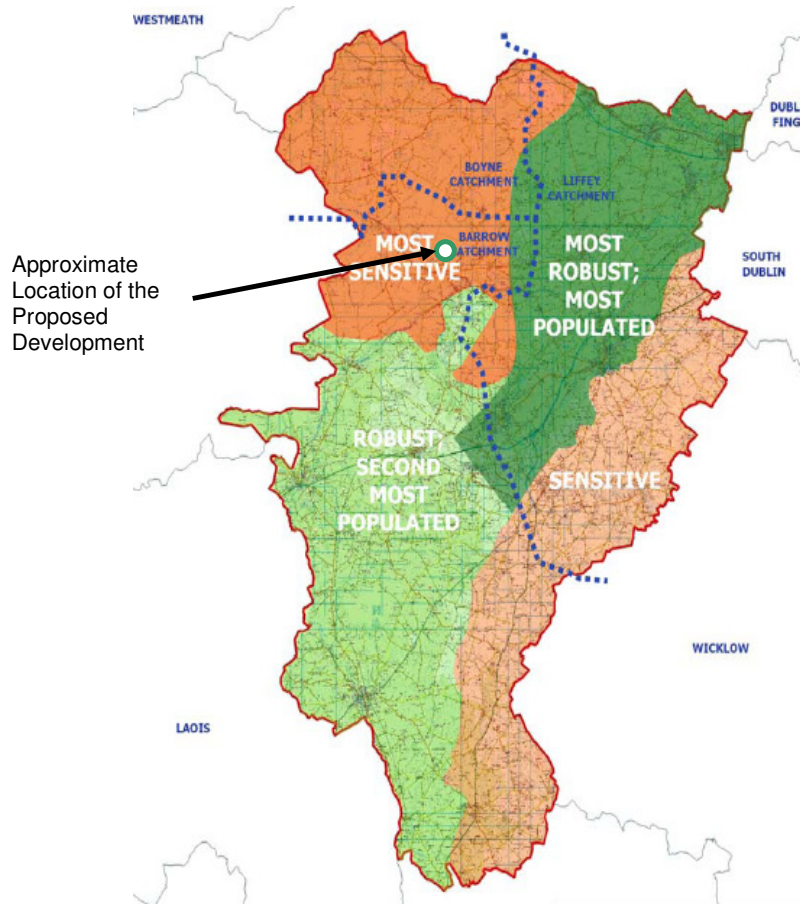 WESTMEATH
DUBL
FING
BOYNE
CATCHMENT
LIFFEY
CATCHMENT
BARROW
CATCHMENT
MOST
SENSITIVE
MOST
ROBUST;
MOST
POPULATED
SOUTH
DUBLIN
Approximate
Location of the
Proposed
Development
ROBUST;
SECOND
MOST
POPULATED
SENSITIVE
WICKLOW
LAOIS